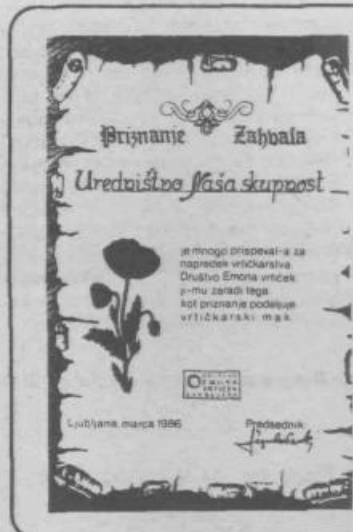 Priznanje Zahvala
Uredništvo Naša skupnost
je mnogo prispeval-a za
napredek vrtičkarstva
Društvo Emona vrtiček
ji-mu zaradi tega
kot priznanje podeljuje
vrtičkarski mak
Ljubljana, marca 1986
Predsednik: